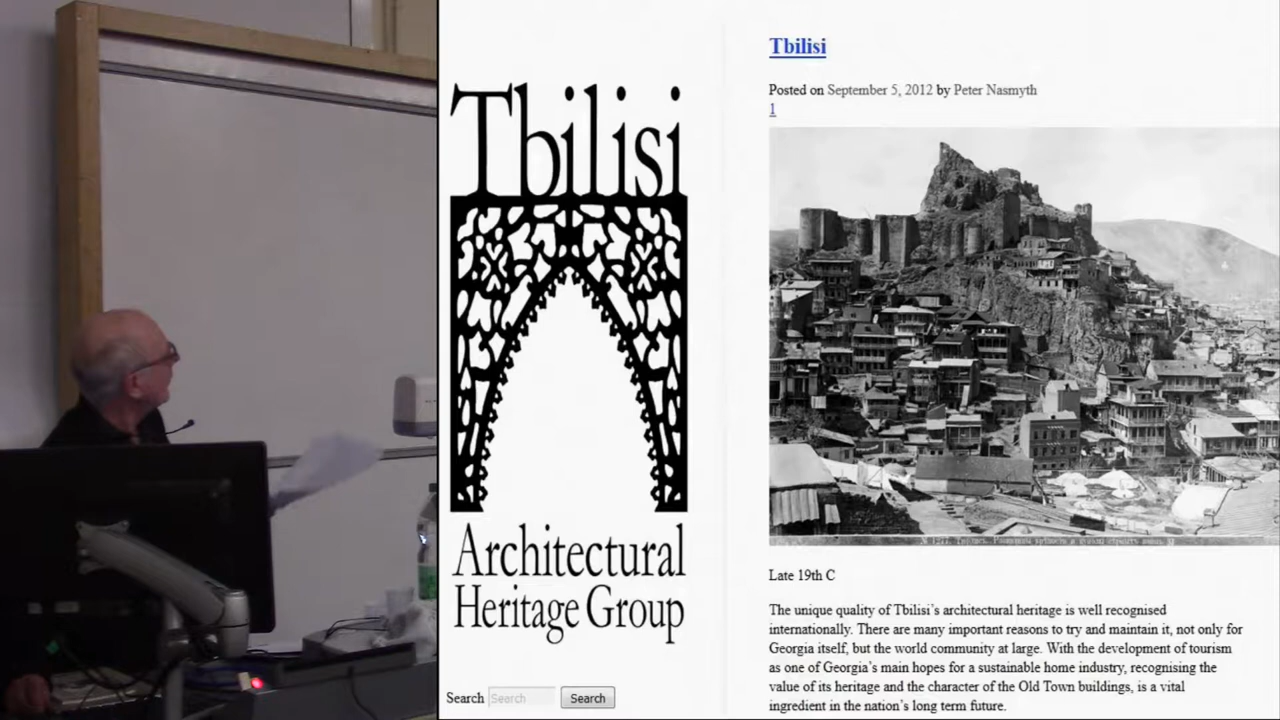 Tbilisi
Architectural
Heritage Group
Search Search Search
Tbilisi
Posted on September 5, 2012 by Peter Nasmyth
1
Late 19th C
The unique quality of Tbilisi's architectural heritage is well recognised
internationally. There are many important reasons to try and maintain it, not only for
Georgia itself, but the world community at large. With the development of tourism
as one of Georgia's main hopes for a sustainable home industry, recognising the
value of its heritage and the character of the Old Town buildings, is a vital
ingredient in the nation's long term future.